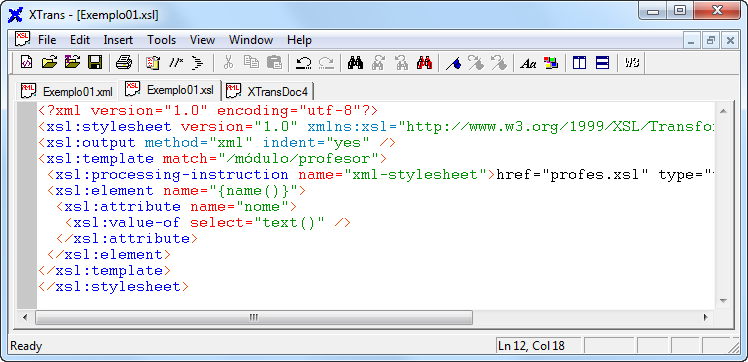 XTrans - [Exemplo01.xsl]
File Edit Insert Tools View Window Help
Exemplo01.xml Exemplo01.xsl XTransDoc4
<?xml version="1.0" encoding="utf-8"?>
<xsl:stylesheet version="1.0" xmlns:xsl="http://www.w3.org/1999/XSL/Transfo
<xsl:output method="xml" indent="yes" />
<xsl:template match="/módulo/profesor">
<xsl:processing-instruction name="xml-stylesheet">href="profes.xsl" type="
<xsl:element name="{name()}">
<xsl:attribute name="nome">
<xsl:value-of select="text()" />
</xsl:attribute>
</xsl:element>
</xsl:template>
</xsl:stylesheet>
Ready Ln 12, Col 18